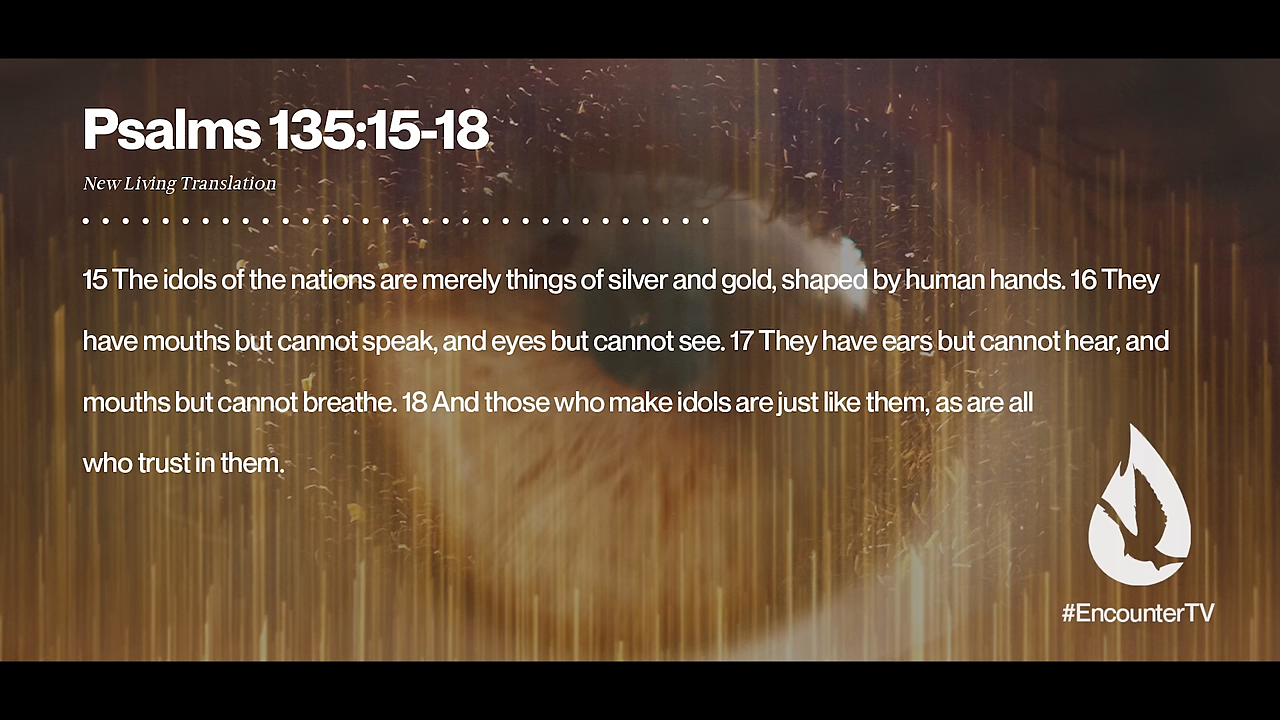 Psalms 135:15-18
New Living Translation
15 The idols of the nations are merely things of silver and gold, shaped by human hands. 16 They
have mouths but cannot speak, and eyes but cannot see. 17 They have ears but cannot hear, and
mouths but cannot breathe. 18 And those who make idols are just like them, as are all
who trust in them.
#EncounterTV